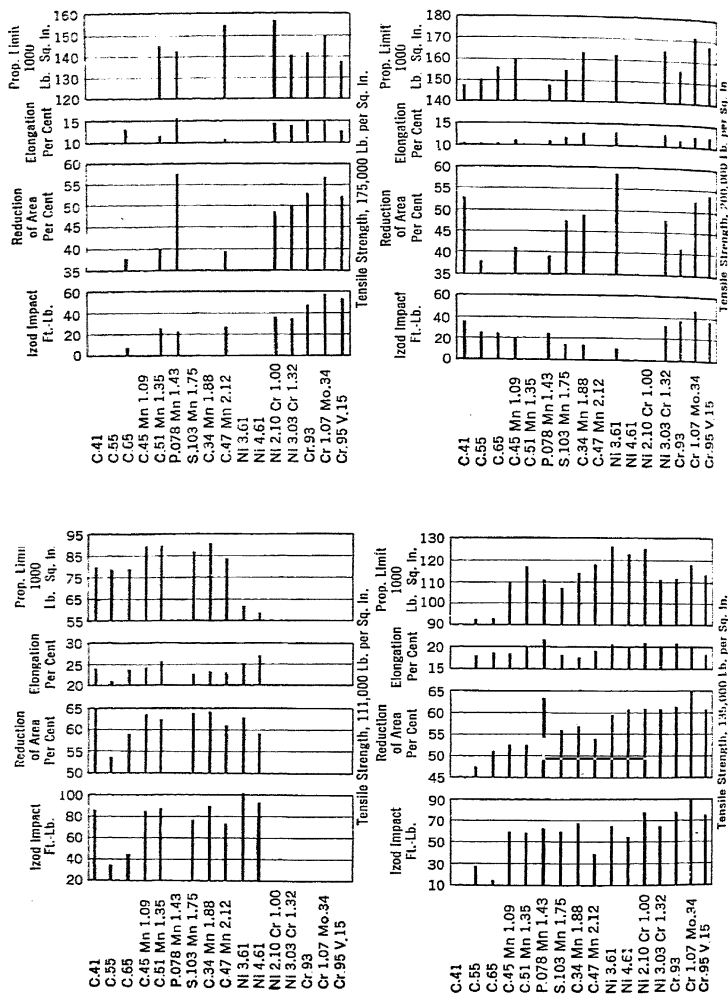 Prop. Limit
1000
Lb. Sq. In.
160
150
140
130
120
Elongation
Per Cent
15
10
Reduction
of Area
Per Cent
60
55
50
45
40
35
Izod Impact
Ft.-Lb.
60
40
20
0
Tensile Strength, 175,000 Lb. per Sq. In.
C.41
C.55
C.65
C.45 Mn 1.09
C.51 Mn 1.35
P.078 Mn 1.43
S.103 Mn 1.75
C.34 Mn 1.88
C.47 Mn 2.12
Ni 3.61
Ni 4.61
Ni 2.10 Cr 1.00
Ni 3.03 Cr 1.32
Cr.93
Cr 1.07 Mo.34
Cr.95 V.15
Prop. Limit
1000
Lb. Sq. In.
180
170
160
150
140
Elongation
Per Cent
15
10
Reduction
of Area
Per Cent
60
55
50
45
40
35
Izod Impact
Ft.-Lb.
60
40
20
0
Tensile Strength, 200,000 Lb. per Sq. In.
C.41
C.55
C.65
C.45 Mn 1.09
C.51 Mn 1.35
P.078 Mn 1.43
S.103 Mn 1.75
C.34 Mn 1.88
C.47 Mn 2.12
Ni 3.61
Ni 4.61
Ni 2.10 Cr 1.00
Ni 3.03 Cr 1.32
Cr.93
Cr 1.07 Mo.34
Cr.95 V.15
Prop. Limit
1000
Lb. Sq. In.
95
85
75
65
55
Elongation
Per Cent
30
25
20
Reduction
of Area
Per Cent
65
60
55
50
Izod Impact
Ft.-Lb.
100
80
60
40
20
Tensile Strength, 111,000 Lb. per Sq. In.
C.41
C.55
C.65
C.45 Mn 1.09
C.51 Mn 1.35
P.078 Mn 1.43
S.103 Mn 1.75
C.34 Mn 1.88
C.47 Mn 2.12
Ni 3.61
Ni 4.61
Ni 2.10 Cr 1.00
Ni 3.03 Cr 1.32
Cr.93
Cr 1.07 Mo.34
Cr.95 V.15
Prop. Limit
1000
Lb. Sq. In.
130
120
110
100
90
Elongation
Per Cent
20
15
Reduction
of Area
Per Cent
65
60
55
50
45
Izod Impact
Ft.-Lb.
90
70
50
30
10
Tensile Strength, 135,000 Lb. per Sq. In.
C.41
C.55
C.65
C.45 Mn 1.09
C.51 Mn 1.35
P.078 Mn 1.43
S.103 Mn 1.75
C.34 Mn 1.88
C.47 Mn 2.12
Ni 3.61
Ni 4.61
Ni 2.10 Cr 1.00
Ni 3.03 Cr 1.32
Cr.93
Cr 1.07 Mo.34
Cr.95 V.15